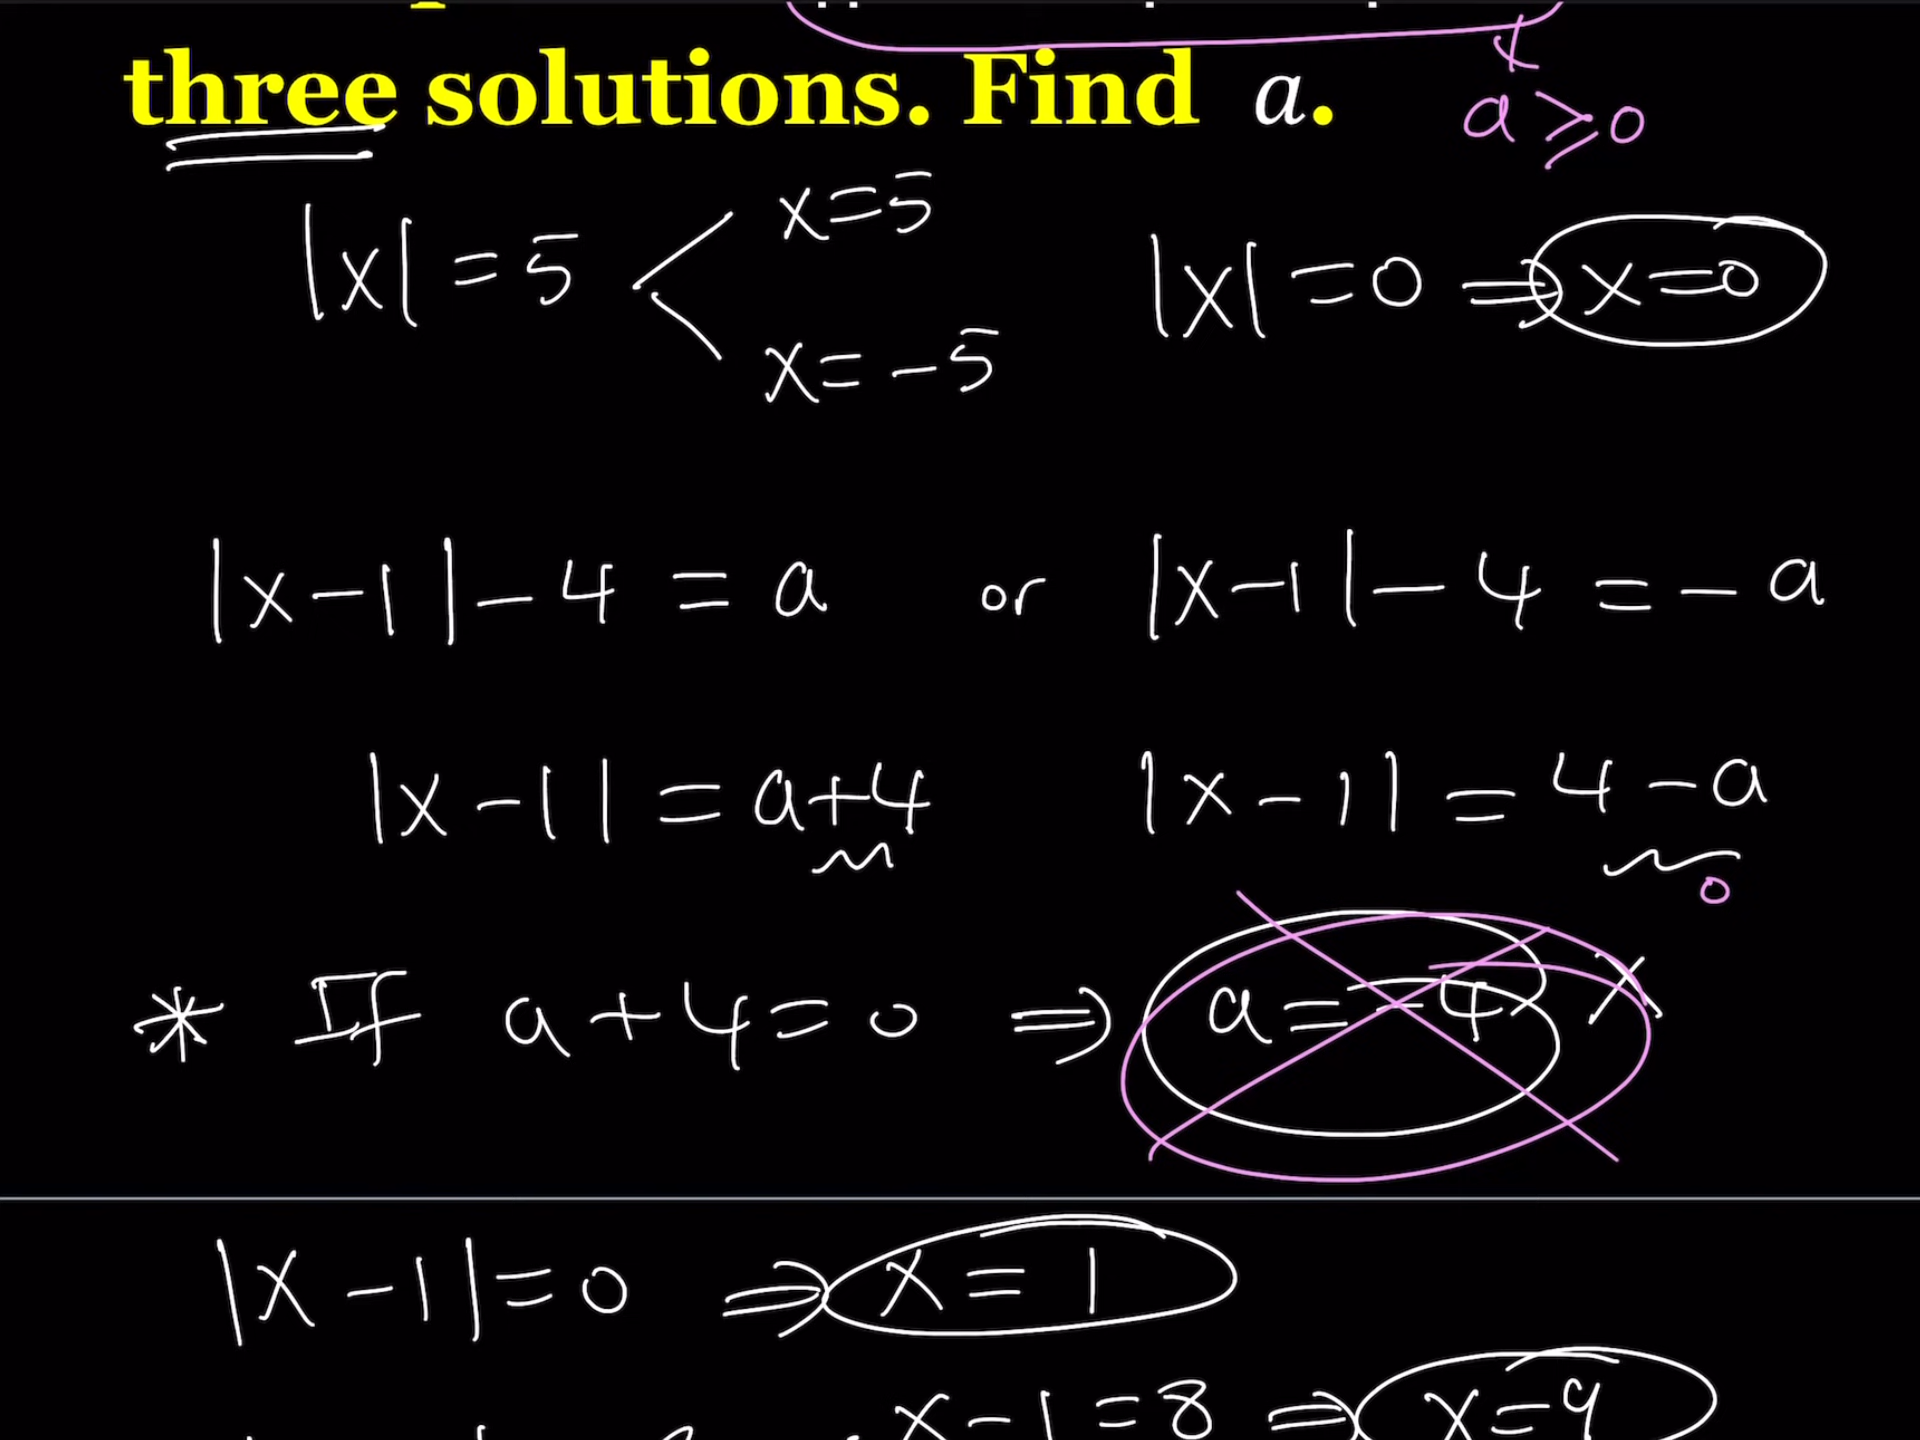 three solutions. Find a.
a ⩾ 0
|x| = 5
x = 5
x = -5
|x| = 0 ⇒ x = 0
|x - 1| - 4 = a or |x - 1| - 4 = - a
|x - 1| = a + 4 |x - 1| = 4 - a
0
* If a + 4 = 0 ⇒ a = -4 X
|x - 1| = 0 ⇒ x = 1
x - 1 = 8 ⇒ x = 9